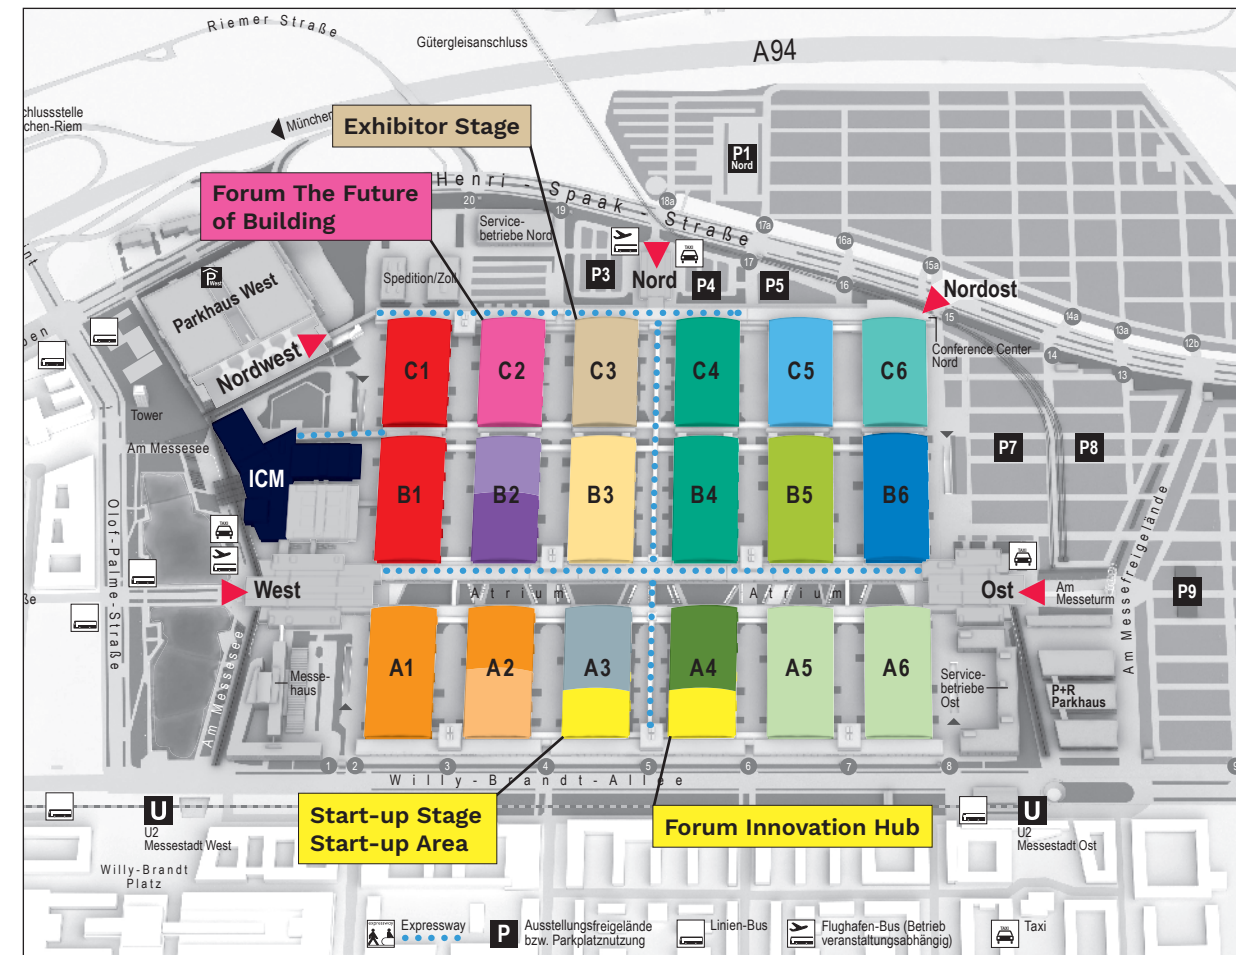 Riemer Straße
Gütergleisanschluss
A94
chlussstelle
chen-Riem
München
Exhibitor Stage
P1
Nord
Forum The Future
of Building
Henri-Spaak-Straße
20
19
18a
17a
16a
15a
Service-
betriebe Nord
TAXI
P3
Nord
P4
17
P5
16
Nordost
15
14a
13a
12b
14
13
Spedition/Zoll
P
West
Parkhaus West
Nordwest
Conference Center
Nord
C1
C2
C3
C4
C5
C6
Tower
Am Messesee
ICM
P7
P8
B1
B2
B3
B4
B5
B6
Olof-Palme-Straße
TAXI
West
Atrium
Atrium
TAXI
Ost
Am
Messeturm
P9
Am Messefreigelände
A1
A2
A3
A4
A5
A6
Am Messesee
Messe-
haus
Service-
betriebe
Ost
P+R
Parkhaus
1
2
3
4
5
6
7
8
9
Willy-Brandt-Allee
U
U2
Messestadt West
Start-up Stage
Start-up Area
Forum Innovation Hub
U
U2
Messestadt Ost
Willy-Brandt
Platz
expressway
Expressway
P
Ausstellungsfreigelände
bzw. Parkplatznutzung
Linien-Bus
Flughafen-Bus (Betrieb
veranstaltungsabhängig)
TAXI
Taxi